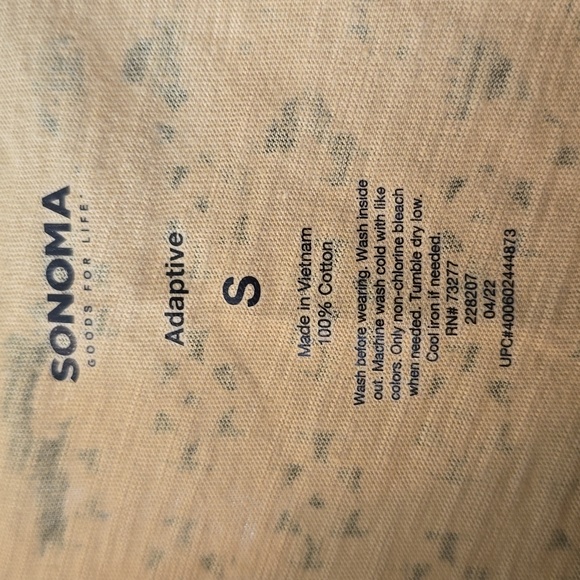 SONOMA
GOODS FOR LIFE
Adaptive
S
Made in Vietnam
100% Cotton
Wash before wearing. Wash inside
out. Machine wash cold with like
colors. Only non-chlorine bleach
when needed. Tumble dry low.
Cool iron if needed.
RN# 73277
228207
04/22
UPC#400602444873